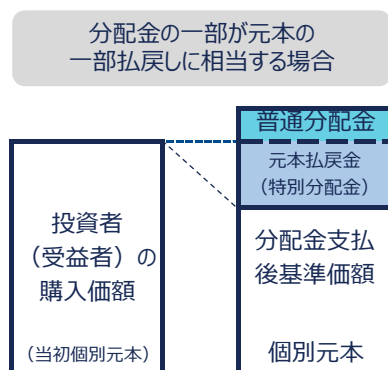 分配金の一部が元本の
一部払戻しに相当する場合
普通分配金
元本払戻金
（特別分配金）
投資者
（受益者）の
購入価額
（当初個別元本）
分配金支払
後基準価額
個別元本